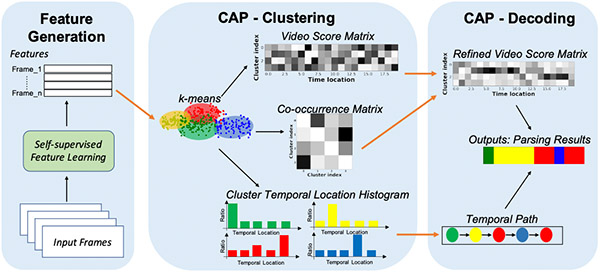 Feature
Generation
Features
Frame_1
Frame_n
Self-supervised
Feature Learning
Input Frames
CAP - Clustering
k-means
Video Score Matrix
Cluster index
0
2
0.0 2.5 5.0 7.5 10.0 12.5 15.0 17.5
Time location
Co-occurrence Matrix
Cluster index
Cluster index
Cluster Temporal Location Histogram
Ratio
Temporal Location
Ratio
Temporal Location
Ratio
Temporal Location
Ratio
Temporal Location
CAP - Decoding
Refined Video Score Matrix
Cluster index
0
2
0.0 2.5 5.0 7.5 10.0 12.5 15.0 17.5
Time location
Outputs: Parsing Results
Temporal Path